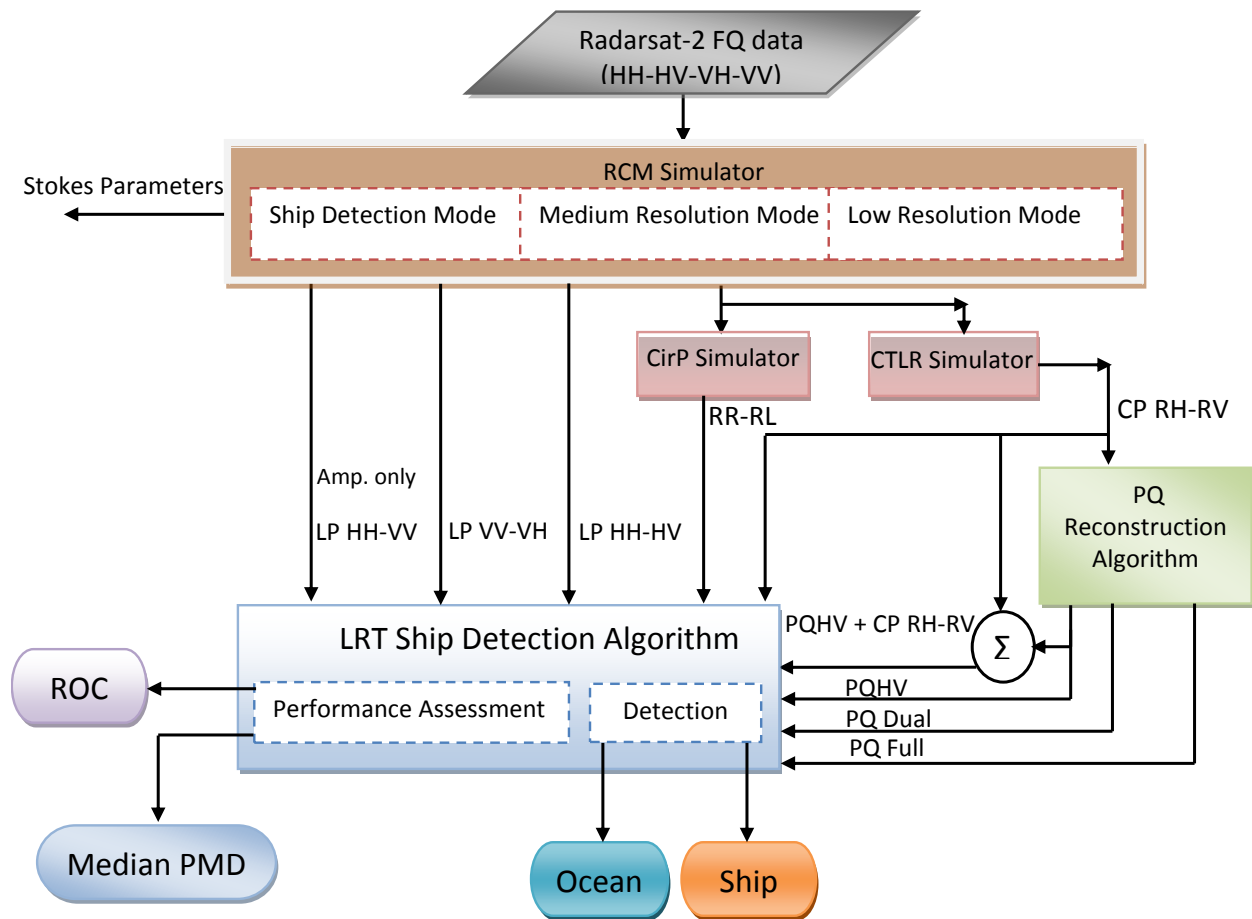 Radarsat-2 FQ data
(HH-HV-VH-VV)
RCM Simulator
Stokes Parameters
Ship Detection Mode
Medium Resolution Mode
Low Resolution Mode
CirP Simulator
CTLR Simulator
RR-RL
CP RH-RV
Amp. only
LP HH-VV
LP VV-VH
LP HH-HV
PQ
Reconstruction
Algorithm
LRT Ship Detection Algorithm
PQHV + CP RH-RV
Σ
ROC
Performance Assessment
Detection
PQHV
PQ Dual
PQ Full
Median PMD
Ocean
Ship